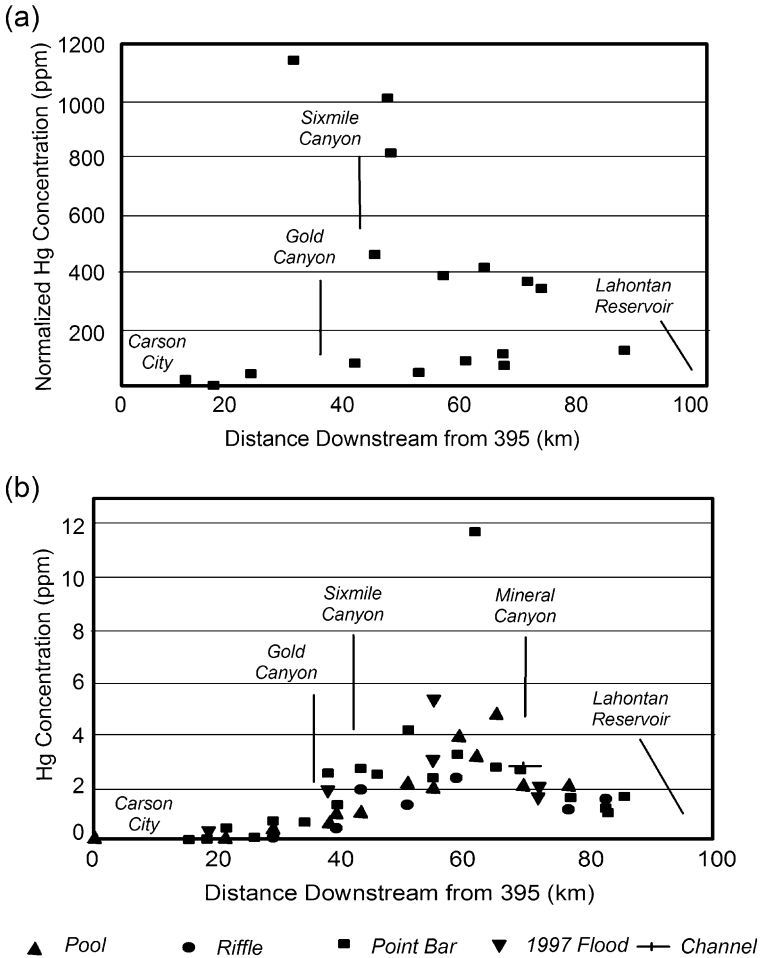 (a)
Normalized Hg Concentration (ppm)
1200
1000
800
600
400
200
Sixmile
Canyon
Gold
Canyon
Lahontan
Reservoir
Carson
City
0
20
40
60
80
100
Distance Downstream from 395 (km)
(b)
Hg Concentration (ppm)
12
10
8
6
4
2
0
Sixmile
Canyon
Mineral
Canyon
Gold
Canyon
Lahontan
Reservoir
Carson
City
0
20
40
60
80
100
Distance Downstream from 395 (km)
Pool
Riffle
Point Bar
1997 Flood
Channel